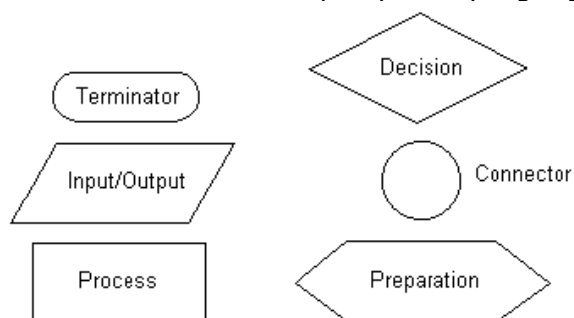 Decision
Terminator
Input/Output
Connector
Process
Preparation